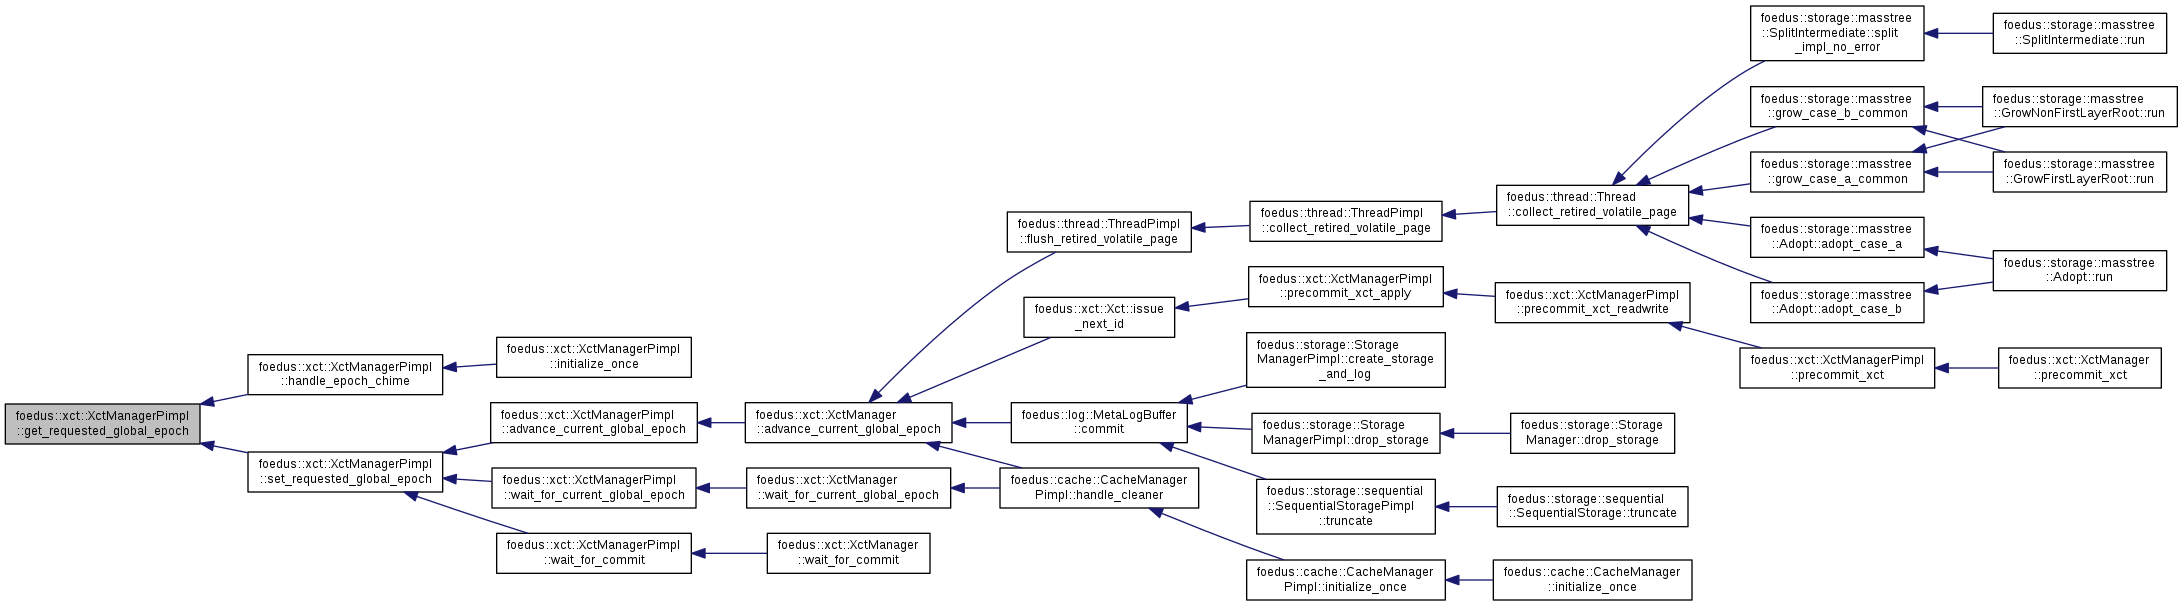 foedus::xct::XctManagerPimpl
::get_requested_global_epoch
foedus::xct::XctManagerPimpl
::handle_epoch_chime
foedus::xct::XctManagerPimpl
::initialize_once
foedus::xct::XctManagerPimpl
::set_requested_global_epoch
foedus::xct::XctManagerPimpl
::advance_current_global_epoch
foedus::xct::XctManager
::advance_current_global_epoch
foedus::thread::ThreadPimpl
::flush_retired_volatile_page
foedus::thread::ThreadPimpl
::collect_retired_volatile_page
foedus::thread::Thread
::collect_retired_volatile_page
foedus::storage::masstree
::SplitIntermediate::split
_impl_no_error
foedus::storage::masstree
::SplitIntermediate::run
foedus::storage::masstree
::grow_case_b_common
foedus::storage::masstree
::GrowNonFirstLayerRoot::run
foedus::storage::masstree
::grow_case_a_common
foedus::storage::masstree
::GrowFirstLayerRoot::run
foedus::storage::masstree
::Adopt::adopt_case_a
foedus::storage::masstree
::Adopt::run
foedus::storage::masstree
::Adopt::adopt_case_b
foedus::xct::Xct::issue
_next_id
foedus::xct::XctManagerPimpl
::precommit_xct_apply
foedus::xct::XctManagerPimpl
::precommit_xct_readwrite
foedus::xct::XctManagerPimpl
::precommit_xct
foedus::xct::XctManager
::precommit_xct
foedus::log::MetaLogBuffer
::commit
foedus::storage::Storage
ManagerPimpl::create_storage
_and_log
foedus::storage::Storage
ManagerPimpl::drop_storage
foedus::storage::Storage
Manager::drop_storage
foedus::storage::sequential
::SequentialStoragePimpl
::truncate
foedus::storage::sequential
::SequentialStorage::truncate
foedus::cache::CacheManager
Pimpl::handle_cleaner
foedus::cache::CacheManager
Pimpl::initialize_once
foedus::cache::CacheManager
::initialize_once
foedus::xct::XctManagerPimpl
::wait_for_current_global_epoch
foedus::xct::XctManager
::wait_for_current_global_epoch
foedus::xct::XctManagerPimpl
::wait_for_commit
foedus::xct::XctManager
::wait_for_commit